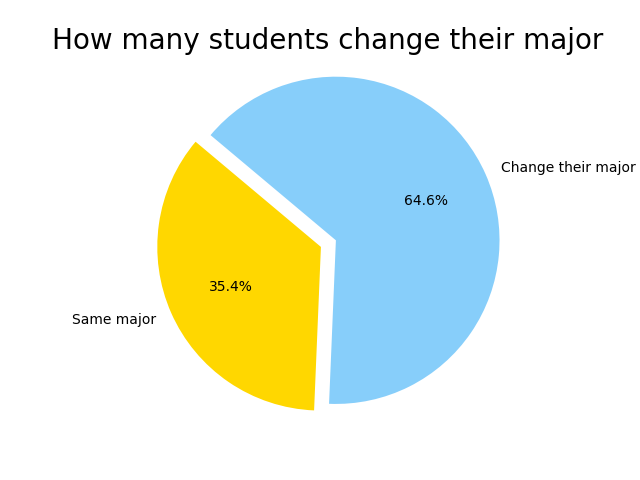 How many students change their major
Change their major
64.6%
35.4%
Same major